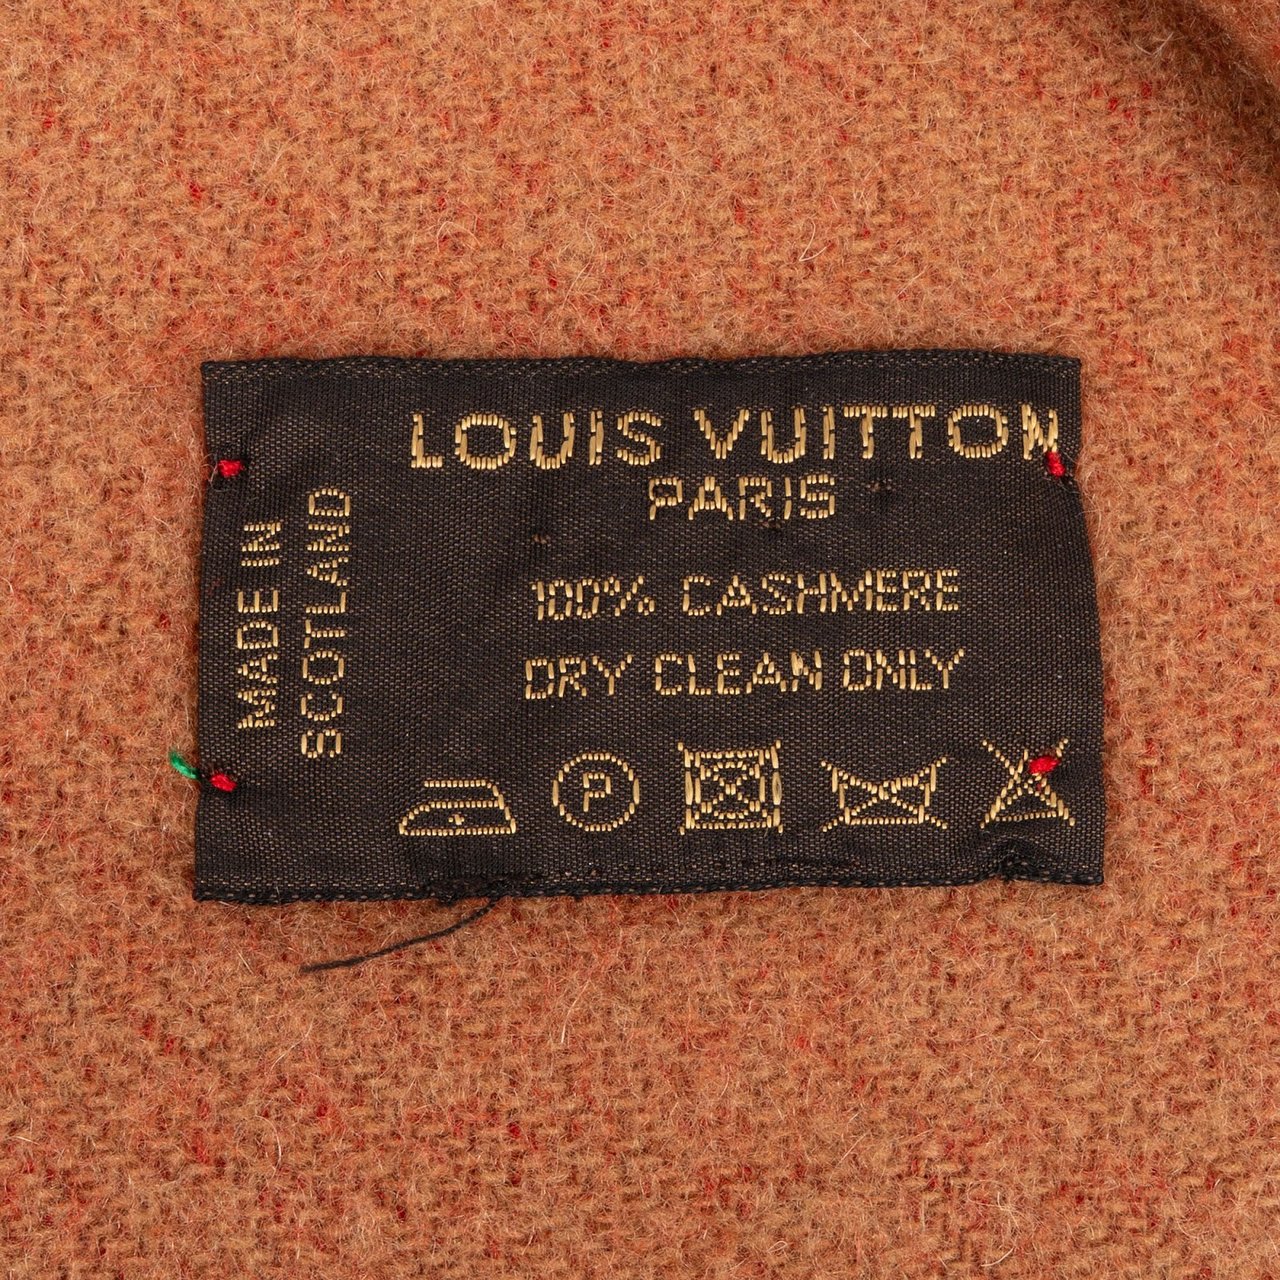 LOUIS VUITTON
PARIS
100% CASHMERE
DRY CLEAN ONLY
P
MADE IN
SCOTLAND